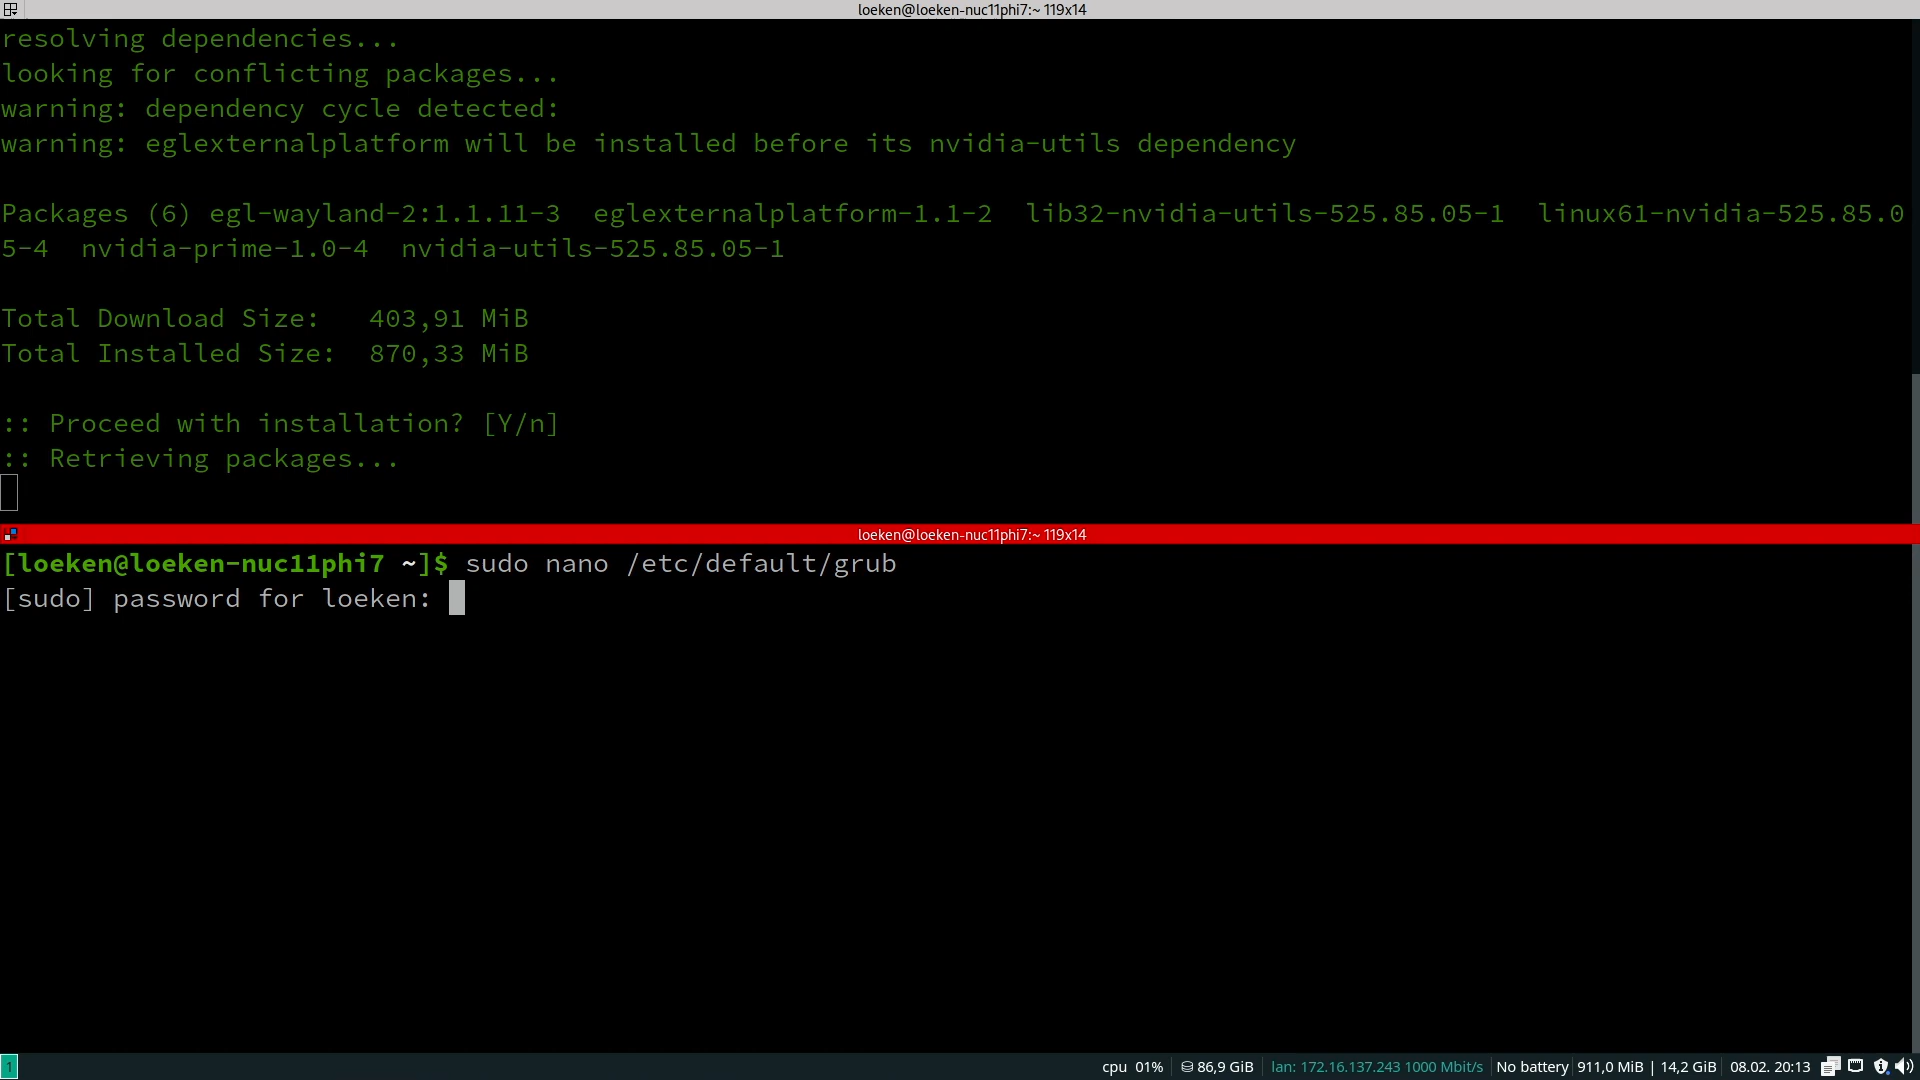 loeken@loeken-nuc11phi7:~ 119x14
resolving dependencies...
looking for conflicting packages...
warning: dependency cycle detected:
warning: eglexternalplatform will be installed before its nvidia-utils dependency
Packages (6) egl-wayland-2:1.1.11-3  eglexternalplatform-1.1-2  lib32-nvidia-utils-525.85.05-1  linux61-nvidia-525.85.0
5-4  nvidia-prime-1.0-4  nvidia-utils-525.85.05-1
Total Download Size:   403,91 MiB
Total Installed Size:  870,33 MiB
:: Proceed with installation? [Y/n]
:: Retrieving packages...
loeken@loeken-nuc11phi7:~ 119x14
[loeken@loeken-nuc11phi7 ~]$ sudo nano /etc/default/grub
[sudo] password for loeken:
1 cpu 01% 86,9 GiB lan: 172.16.137.243 1000 Mbit/s No battery 911,0 MiB | 14,2 GiB 08.02. 20:13